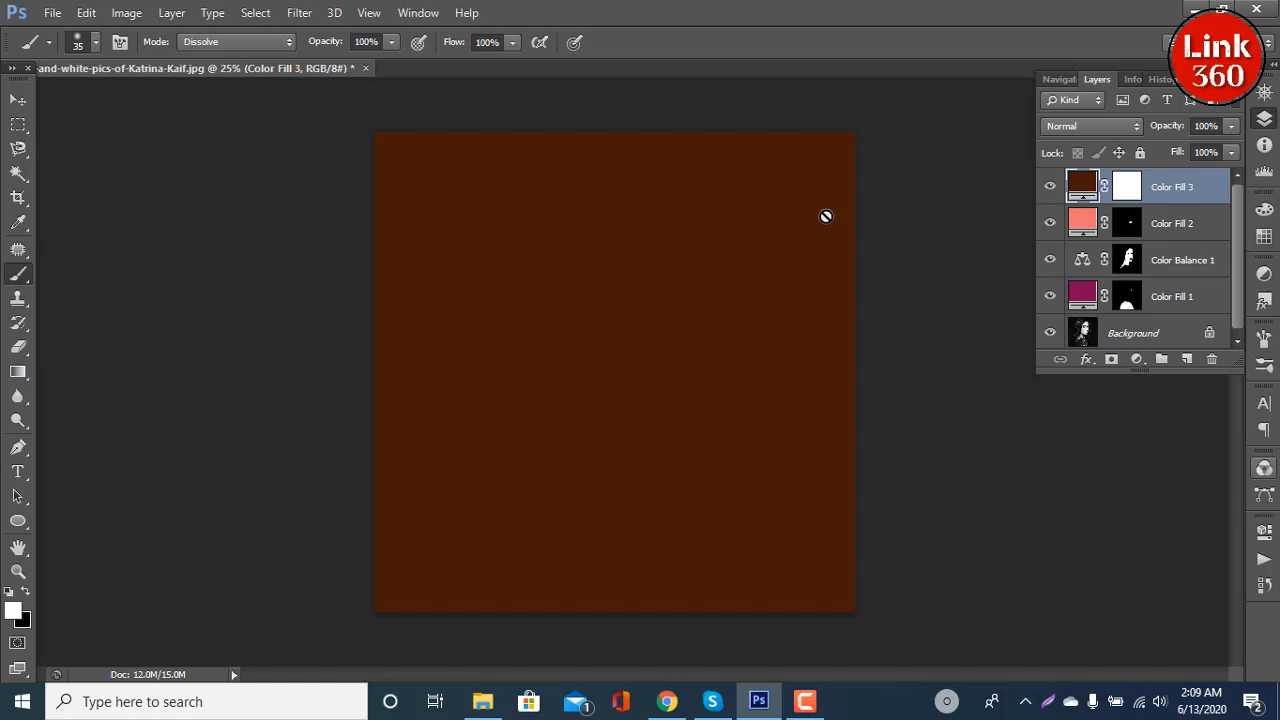 Ps File Edit Image Layer Type Select Filter 3D View Window Help
35 Mode: Dissolve Opacity: 100% Flow: 100%
Link 360
-and-white-pics-of-Katrina-Kaif.jpg @ 25% (Color Fill 3, RGB/8#) *
Navigat Layers Info Histo
Kind
Normal Opacity: 100%
Lock: Fill: 100%
Color Fill 3
Color Fill 2
Color Balance 1
Color Fill 1
Background
Doc: 12.0M/15.0M
Type here to search
1
2:09 AM
6/13/2020
2